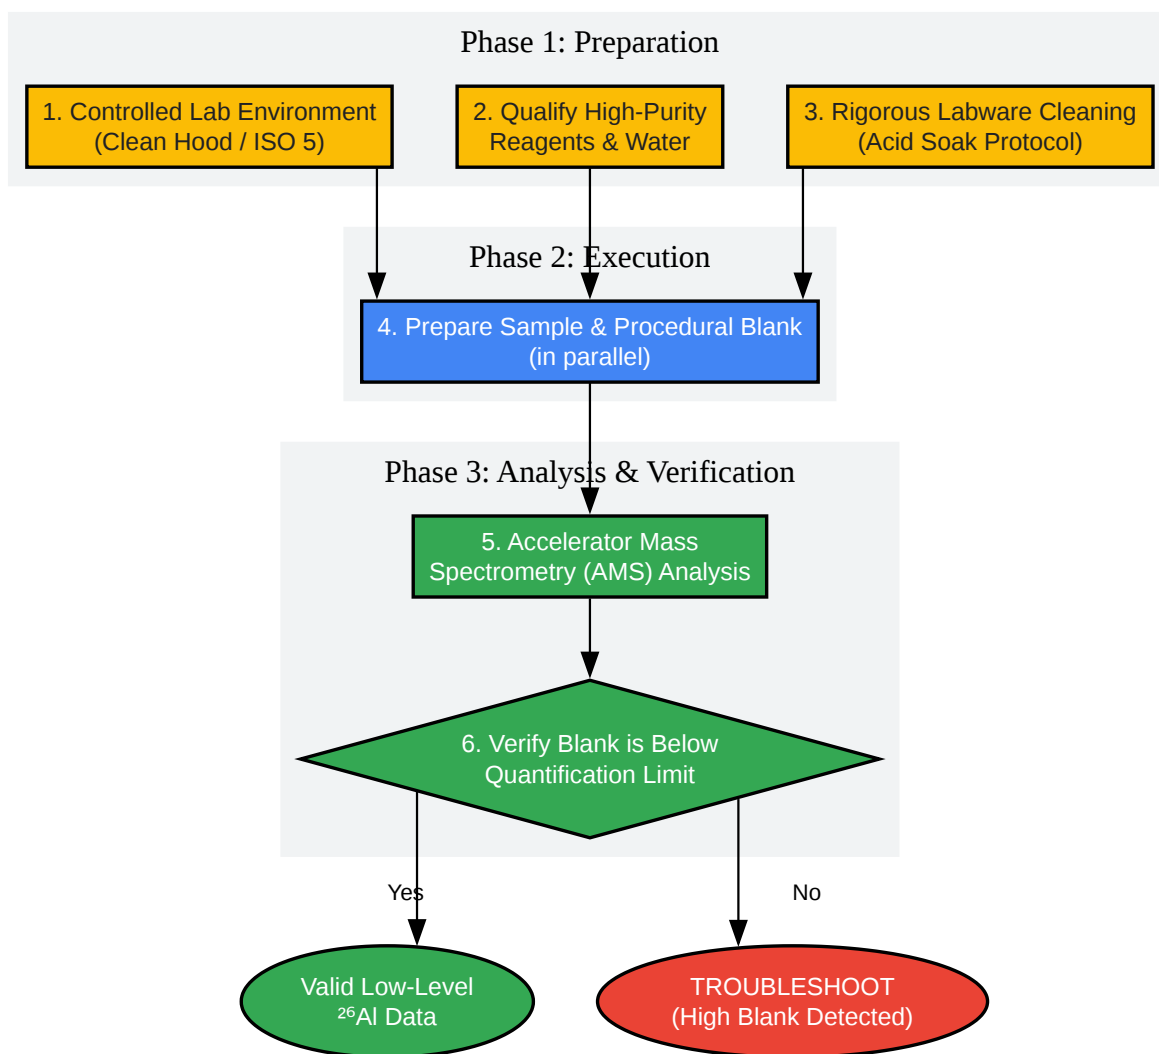 Phase 1: Preparation
1. Controlled Lab Environment
(Clean Hood / ISO 5)
2. Qualify High-Purity
Reagents & Water
3. Rigorous Labware Cleaning
(Acid Soak Protocol)
Phase 2: Execution
4. Prepare Sample & Procedural Blank
(in parallel)
Phase 3: Analysis & Verification
5. Accelerator Mass
Spectrometry (AMS) Analysis
6. Verify Blank is Below
Quantification Limit
Yes
No
Valid Low-Level
²⁶Al Data
TROUBLESHOOT
(High Blank Detected)